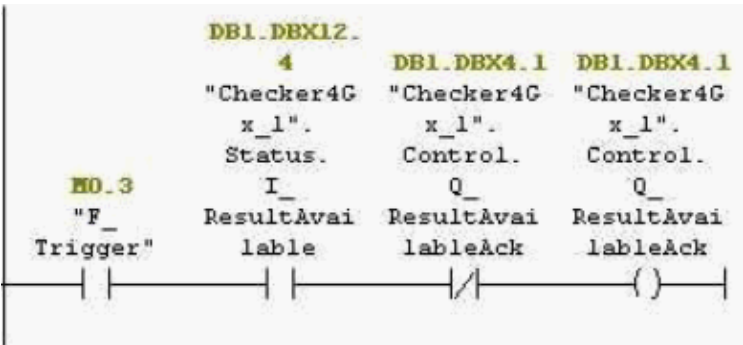 DB1.DBX12.
4
"Checker4G
x_1".
Status.
I_
ResultAvai
lable
DB1.DBX4.1
"Checker4G
x_1".
Control.
Q_
ResultAvai
lableAck
DB1.DBX4.1
"Checker4G
x_1".
Control.
Q_
ResultAvai
lableAck
M0.3
"F_
Trigger"